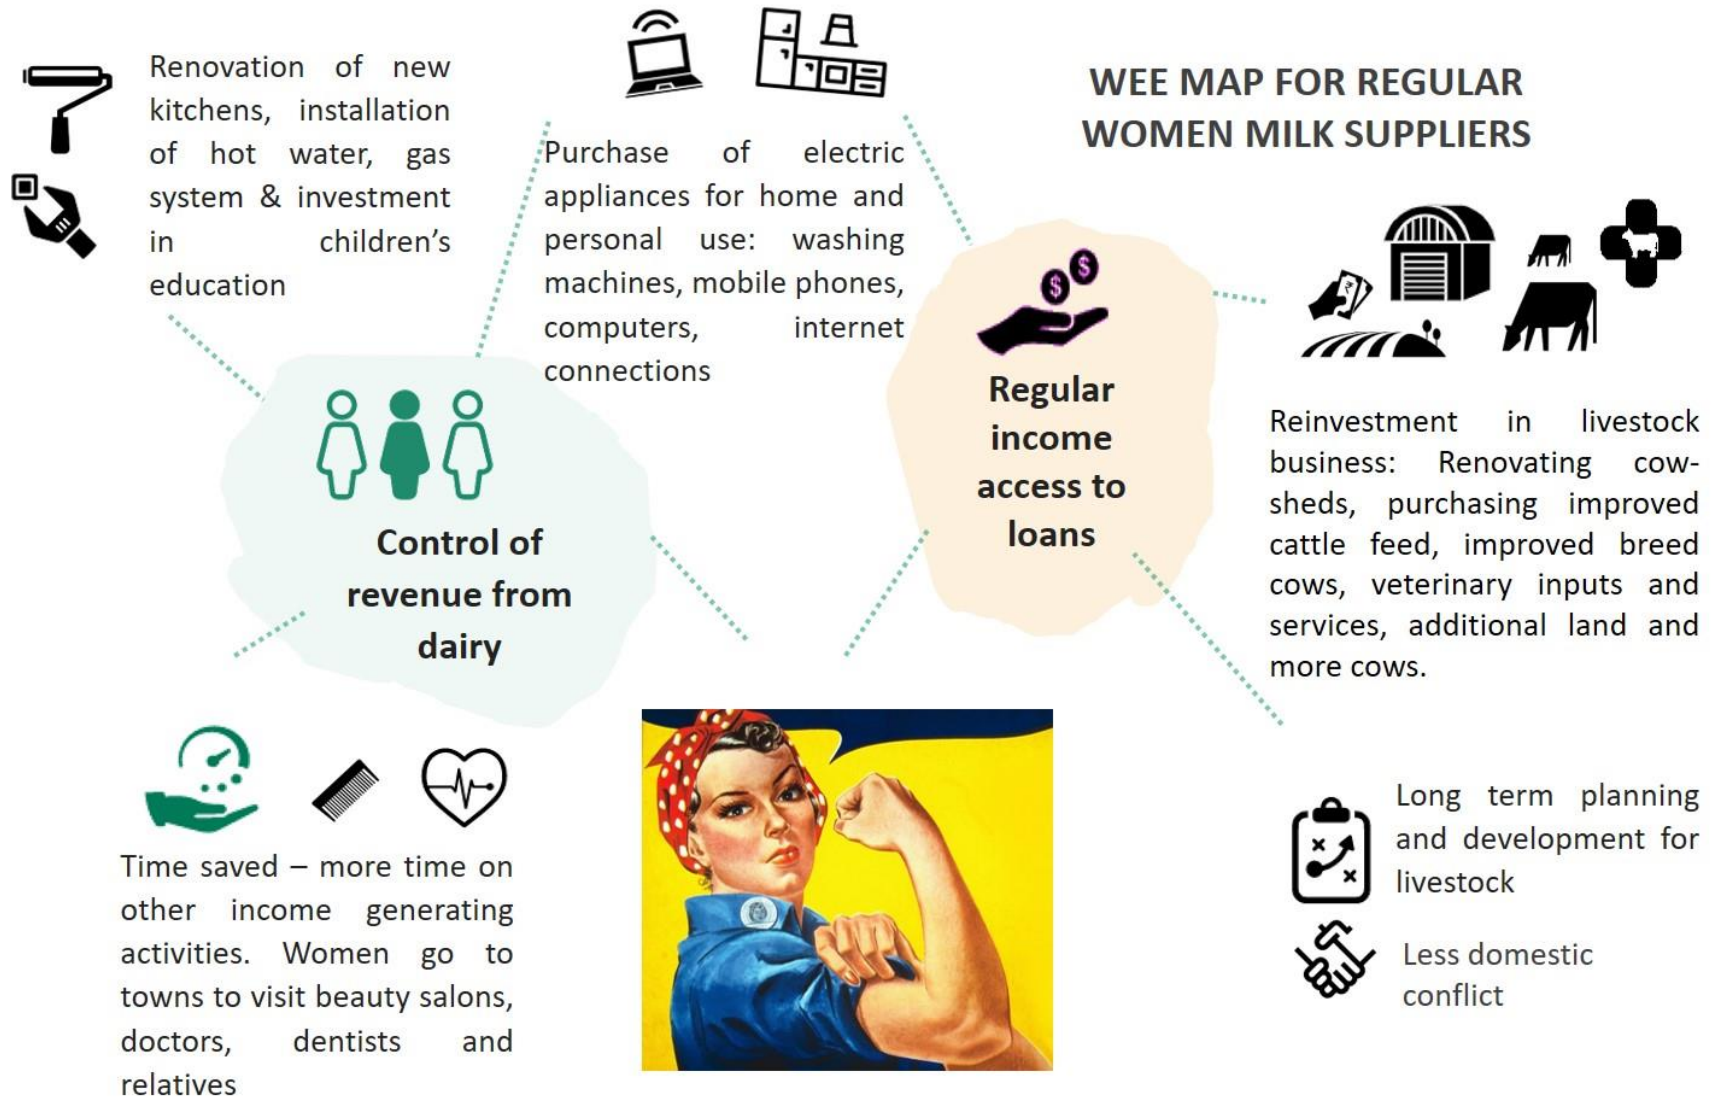 WEE MAP FOR REGULAR
WOMEN MILK SUPPLIERS
Renovation of new
kitchens, installation
of hot water, gas
system & investment
in children’s
education
Purchase of electric
appliances for home and
personal use: washing
machines, mobile phones,
computers, internet
connections
$ $
Regular
income
access to
loans
Control of
revenue from
dairy
₹
Reinvestment in livestock
business: Renovating cow-
sheds, purchasing improved
cattle feed, improved breed
cows, veterinary inputs and
services, additional land and
more cows.
Time saved – more time on
other income generating
activities. Women go to
towns to visit beauty salons,
doctors, dentists and
relatives
Long term planning
and development for
livestock
Less domestic
conflict